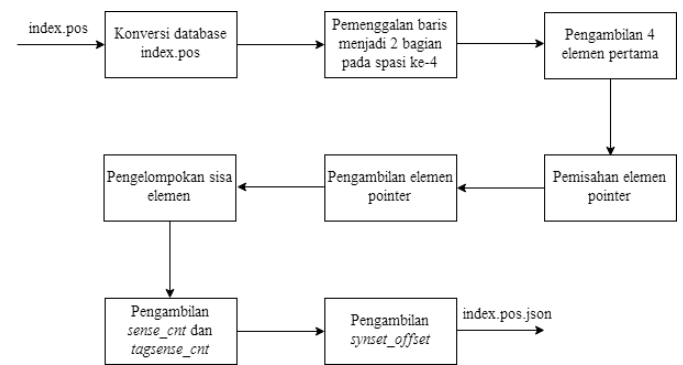 index.pos
Konversi database
index.pos
Pemenggalan baris
menjadi 2 bagian
pada spasi ke-4
Pengambilan 4
elemen pertama
Pemisahan elemen
pointer
Pengambilan elemen
pointer
Pengelompokan sisa
elemen
Pengambilan
sense_cnt dan
tagsense_cnt
Pengambilan
synset_offset
index.pos.json